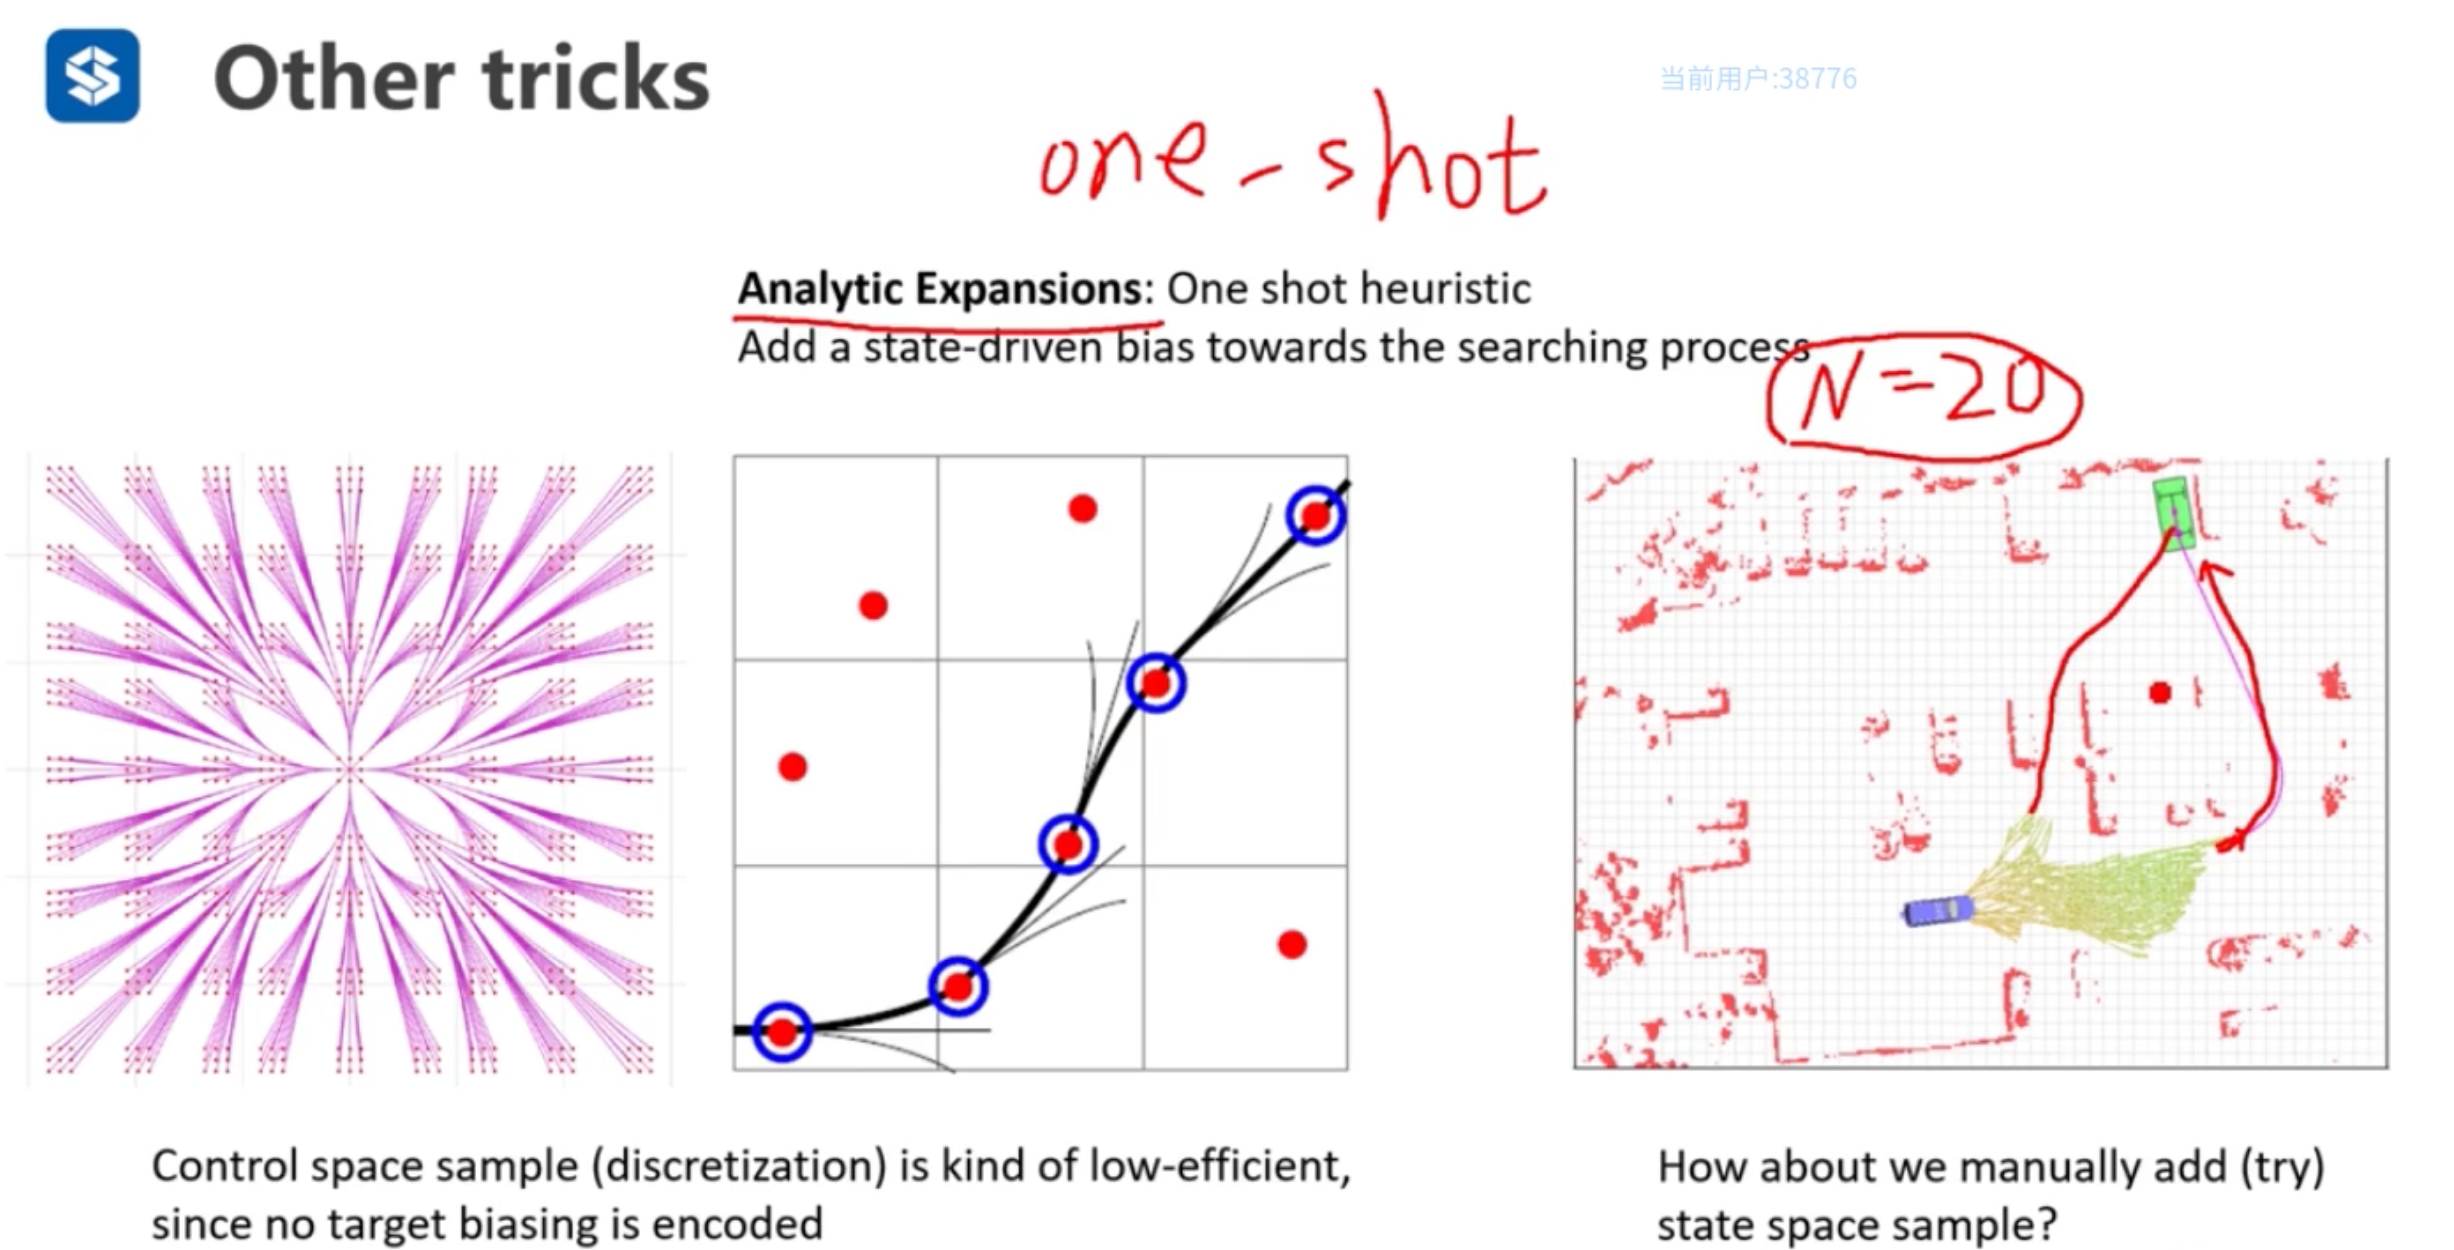 Other tricks
当前用户:38776
one-shot
Analytic Expansions: One shot heuristic
Add a state-driven bias towards the searching process
N=20
Control space sample (discretization) is kind of low-efficient,
since no target biasing is encoded
How about we manually add (try)
state space sample?